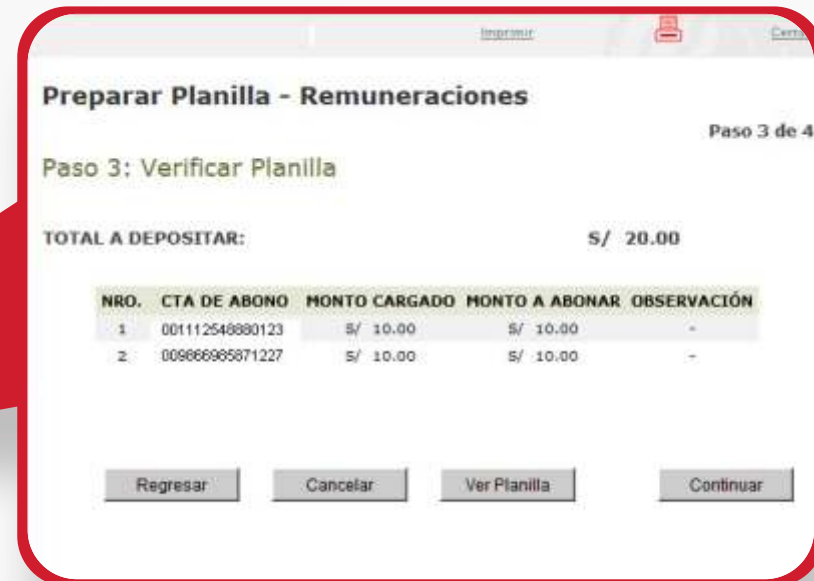 Imprimir
Preparar Planilla - Remuneraciones
Paso 3 de 4
Paso 3: Verificar Planilla
TOTAL A DEPOSITAR: S/ 20.00
NRO. CTA DE ABONO MONTO CARGADO MONTO A ABONAR OBSERVACIÓN
1 001112548880123 S/ 10.00 S/ 10.00 -
2 009866985871227 S/ 10.00 S/ 10.00 -
Regresar Cancelar Ver Planilla Continuar